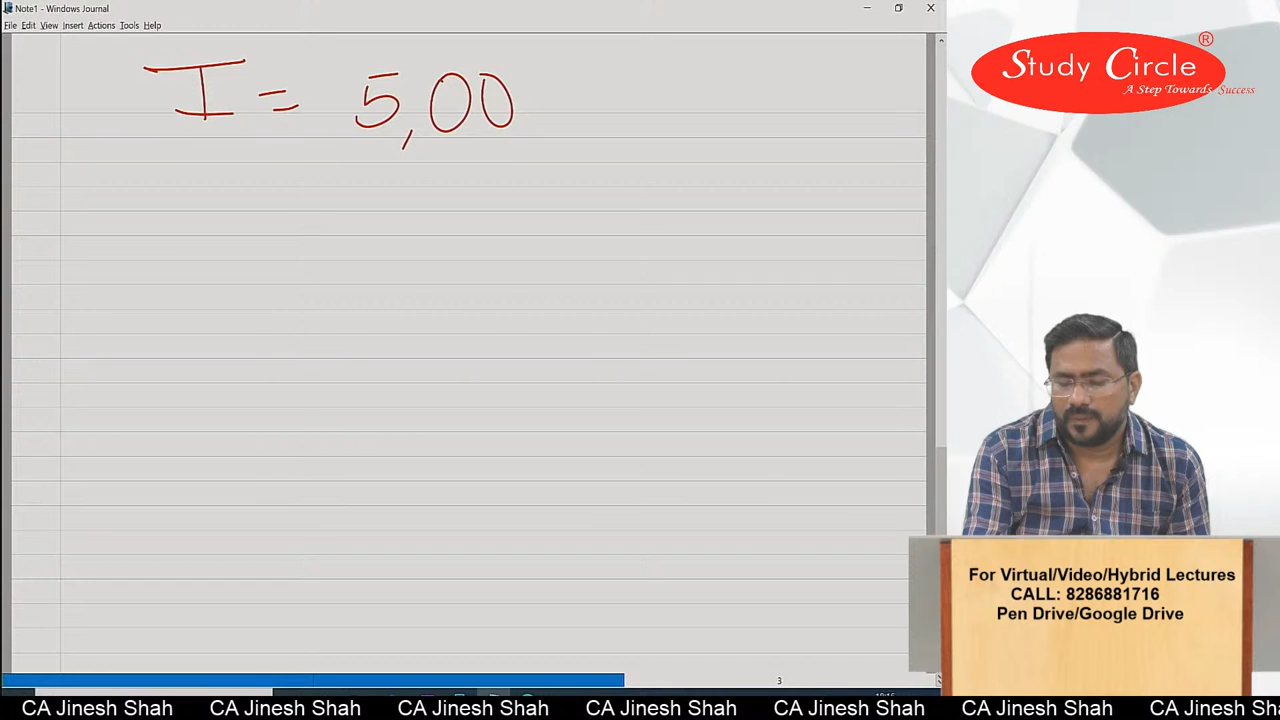 Note1 - Windows Journal
File Edit View Insert Actions Tools Help
I = 5,00
Study Circle ®
A Step Towards Success
For Virtual/Video/Hybrid Lectures
CALL: 8286881716
Pen Drive/Google Drive
3
CA Jinesh Shah CA Jinesh Shah CA Jinesh Shah CA Jinesh Shah CA Jinesh Shah CA Jinesh Sha